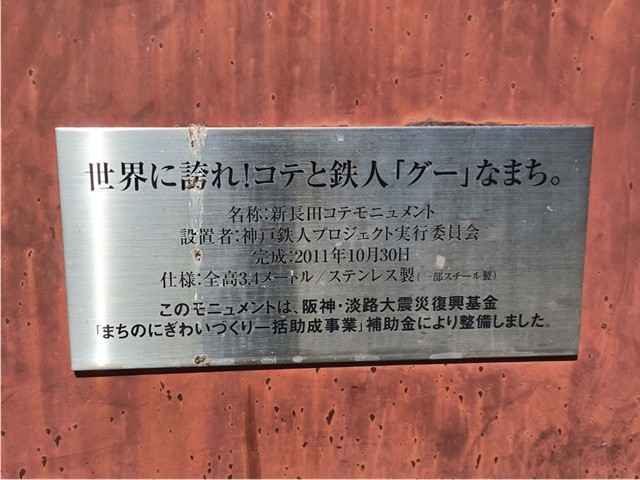 世界に誇れ!コテと鉄人「グー」なまち。
名称:新長田コテモニュメント
設置者:神戸鉄人プロジェクト実行委員会
完成:2011年10月30日
仕様:全高3.4メートル/ステンレス製(一部スチール製)
このモニュメントは、阪神・淡路大震災復興基金
「まちのにぎわいづくり一括助成事業」補助金により整備しました。